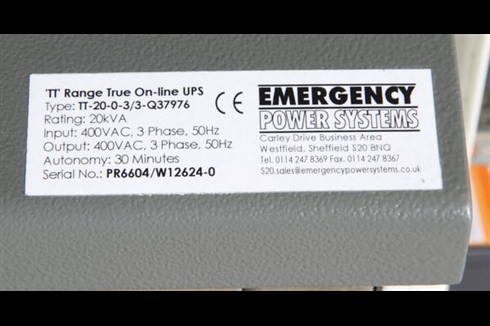 'TT' Range True On-line UPS
Type: TT-20-0-3/3-Q37976
Rating: 20kVA
Input: 400VAC, 3 Phase, 50Hz
Output: 400VAC, 3 Phase, 50Hz
Autonomy: 30 Minutes
Serial No.: PR6604/W12624-0
CE
EMERGENCY
POWER SYSTEMS
Carley Drive Business Area
Westfield, Sheffield S20 8NQ
Tel. 0114 247 8369 Fax. 0114 247 8367
S20.sales@emergencypowersystems.co.uk